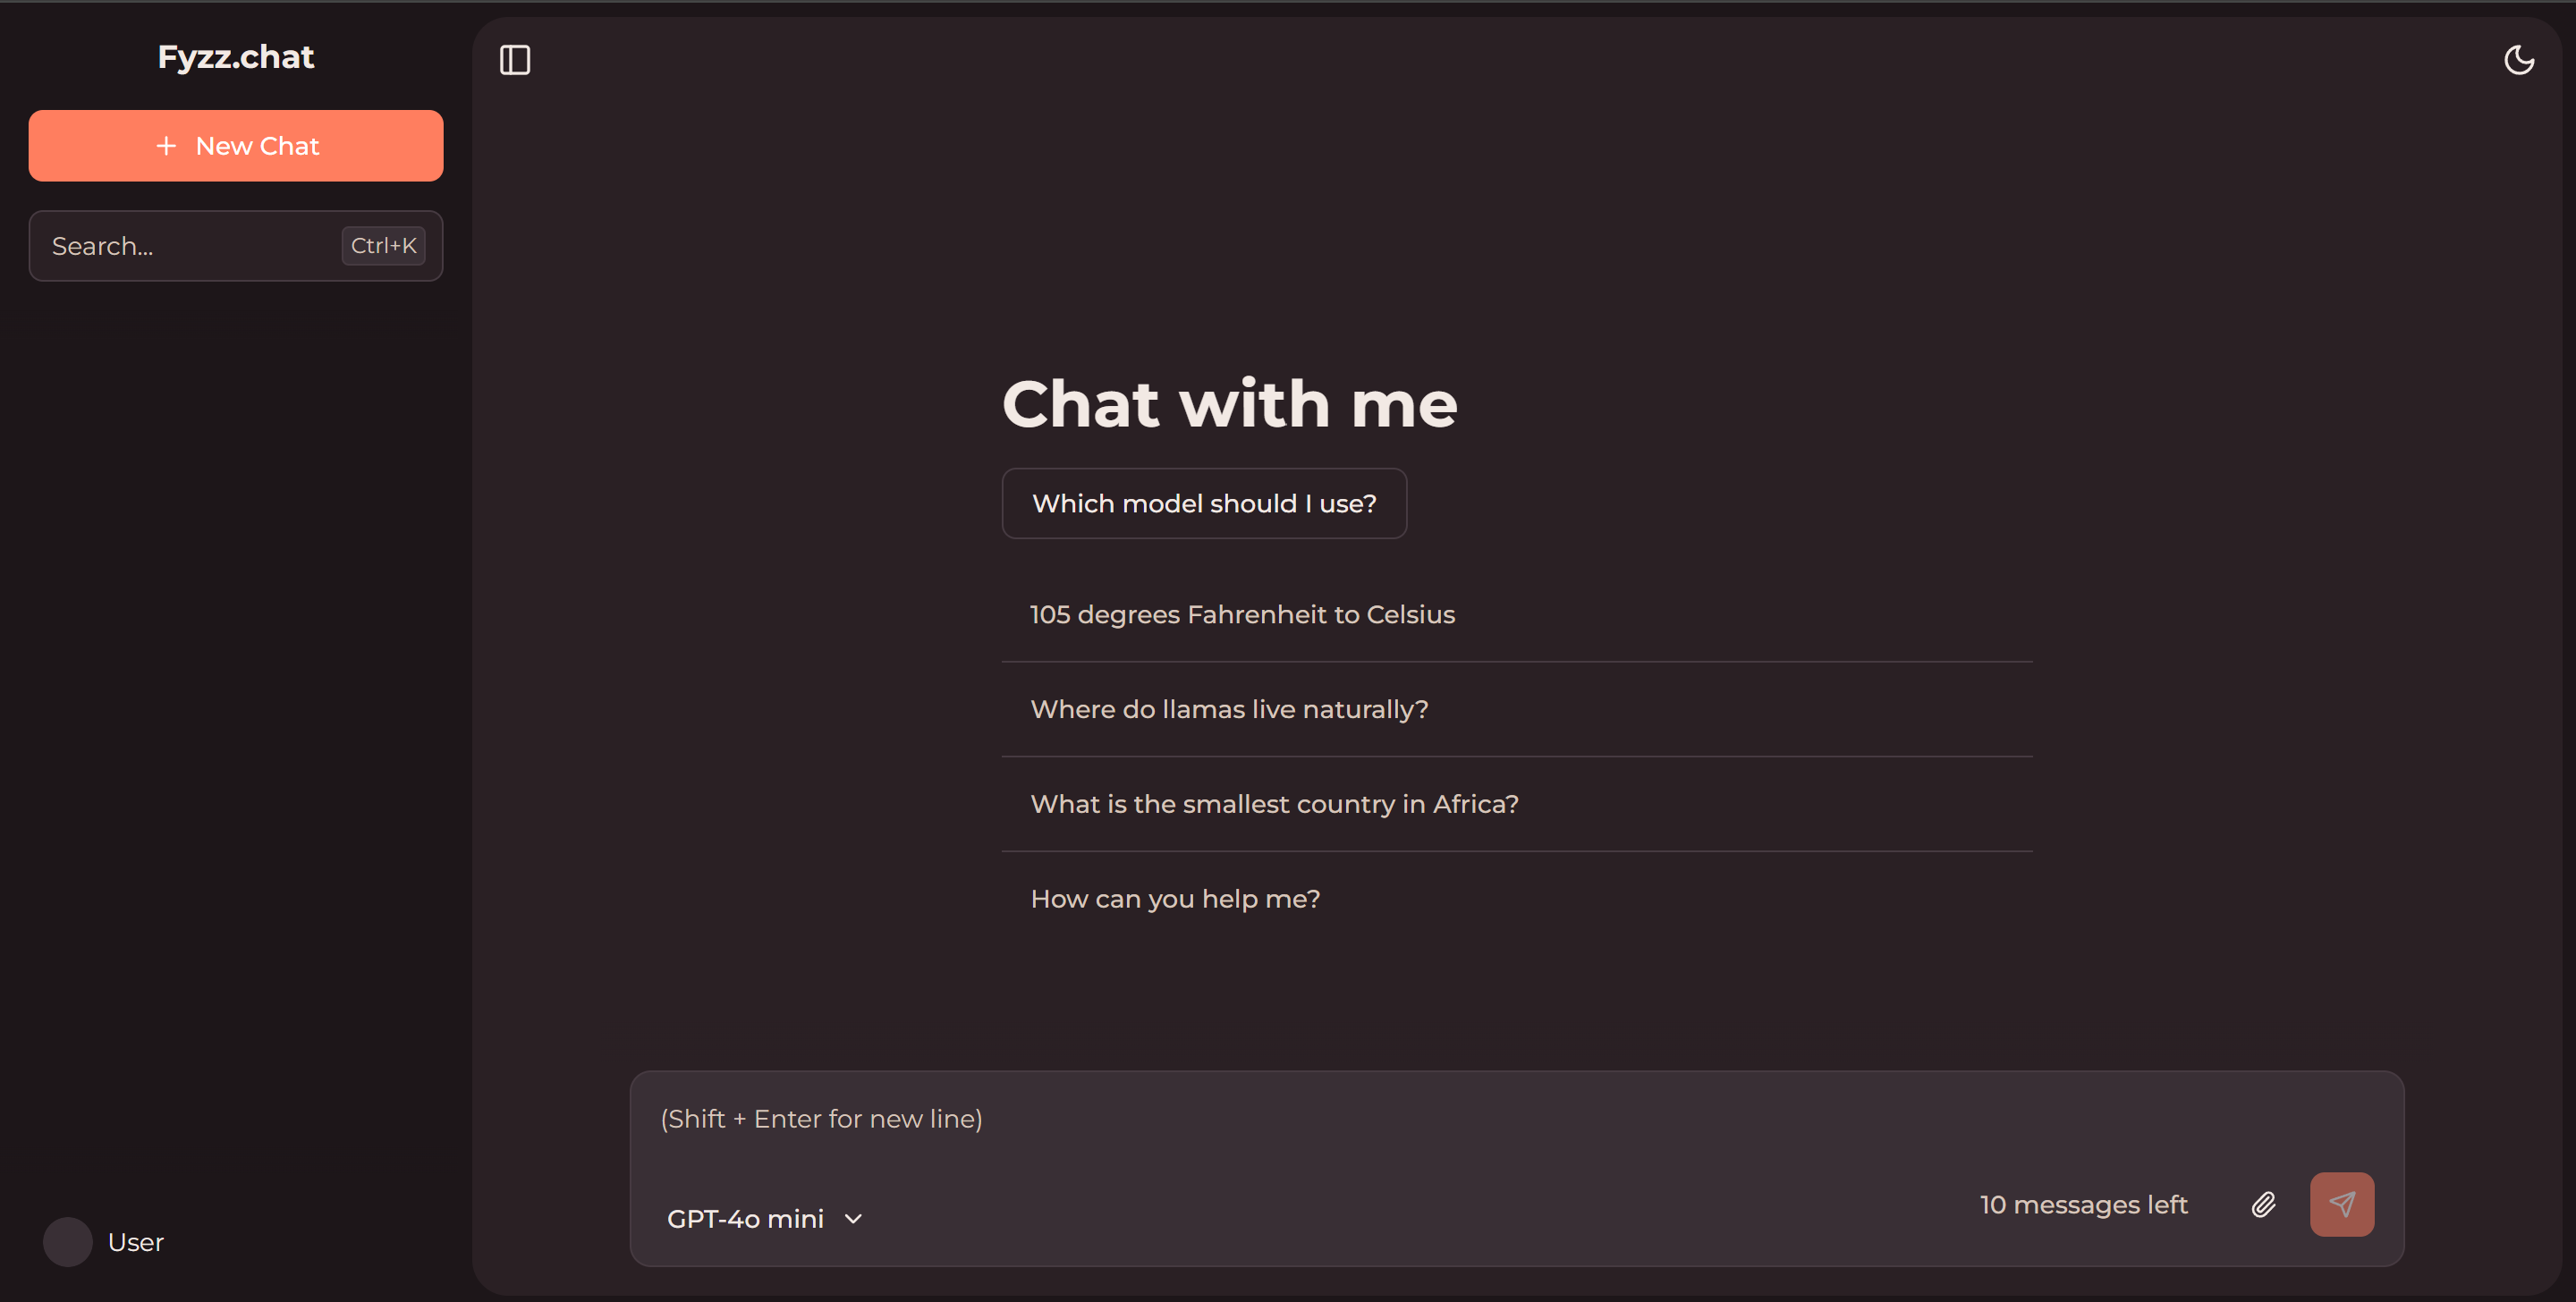 Fyzz.chat
+ New Chat
Search...
Ctrl+K
User
Chat with me
Which model should I use?
105 degrees Fahrenheit to Celsius
Where do llamas live naturally?
What is the smallest country in Africa?
How can you help me?
(Shift + Enter for new line)
GPT-4o mini
10 messages left